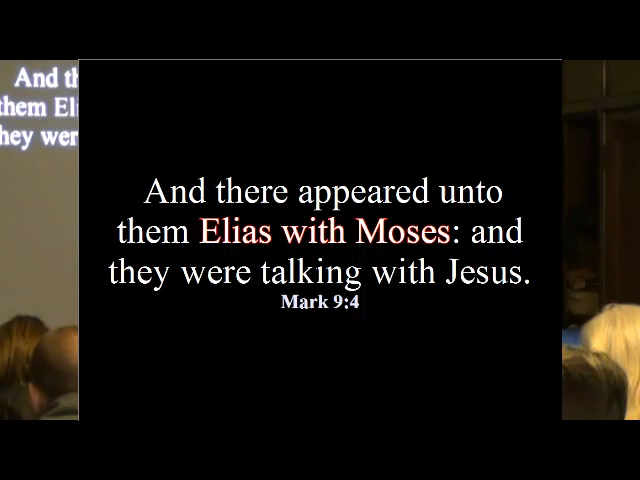 And th
them Eli
they wer
And there appeared unto
them Elias with Moses: and
they were talking with Jesus.
Mark 9:4